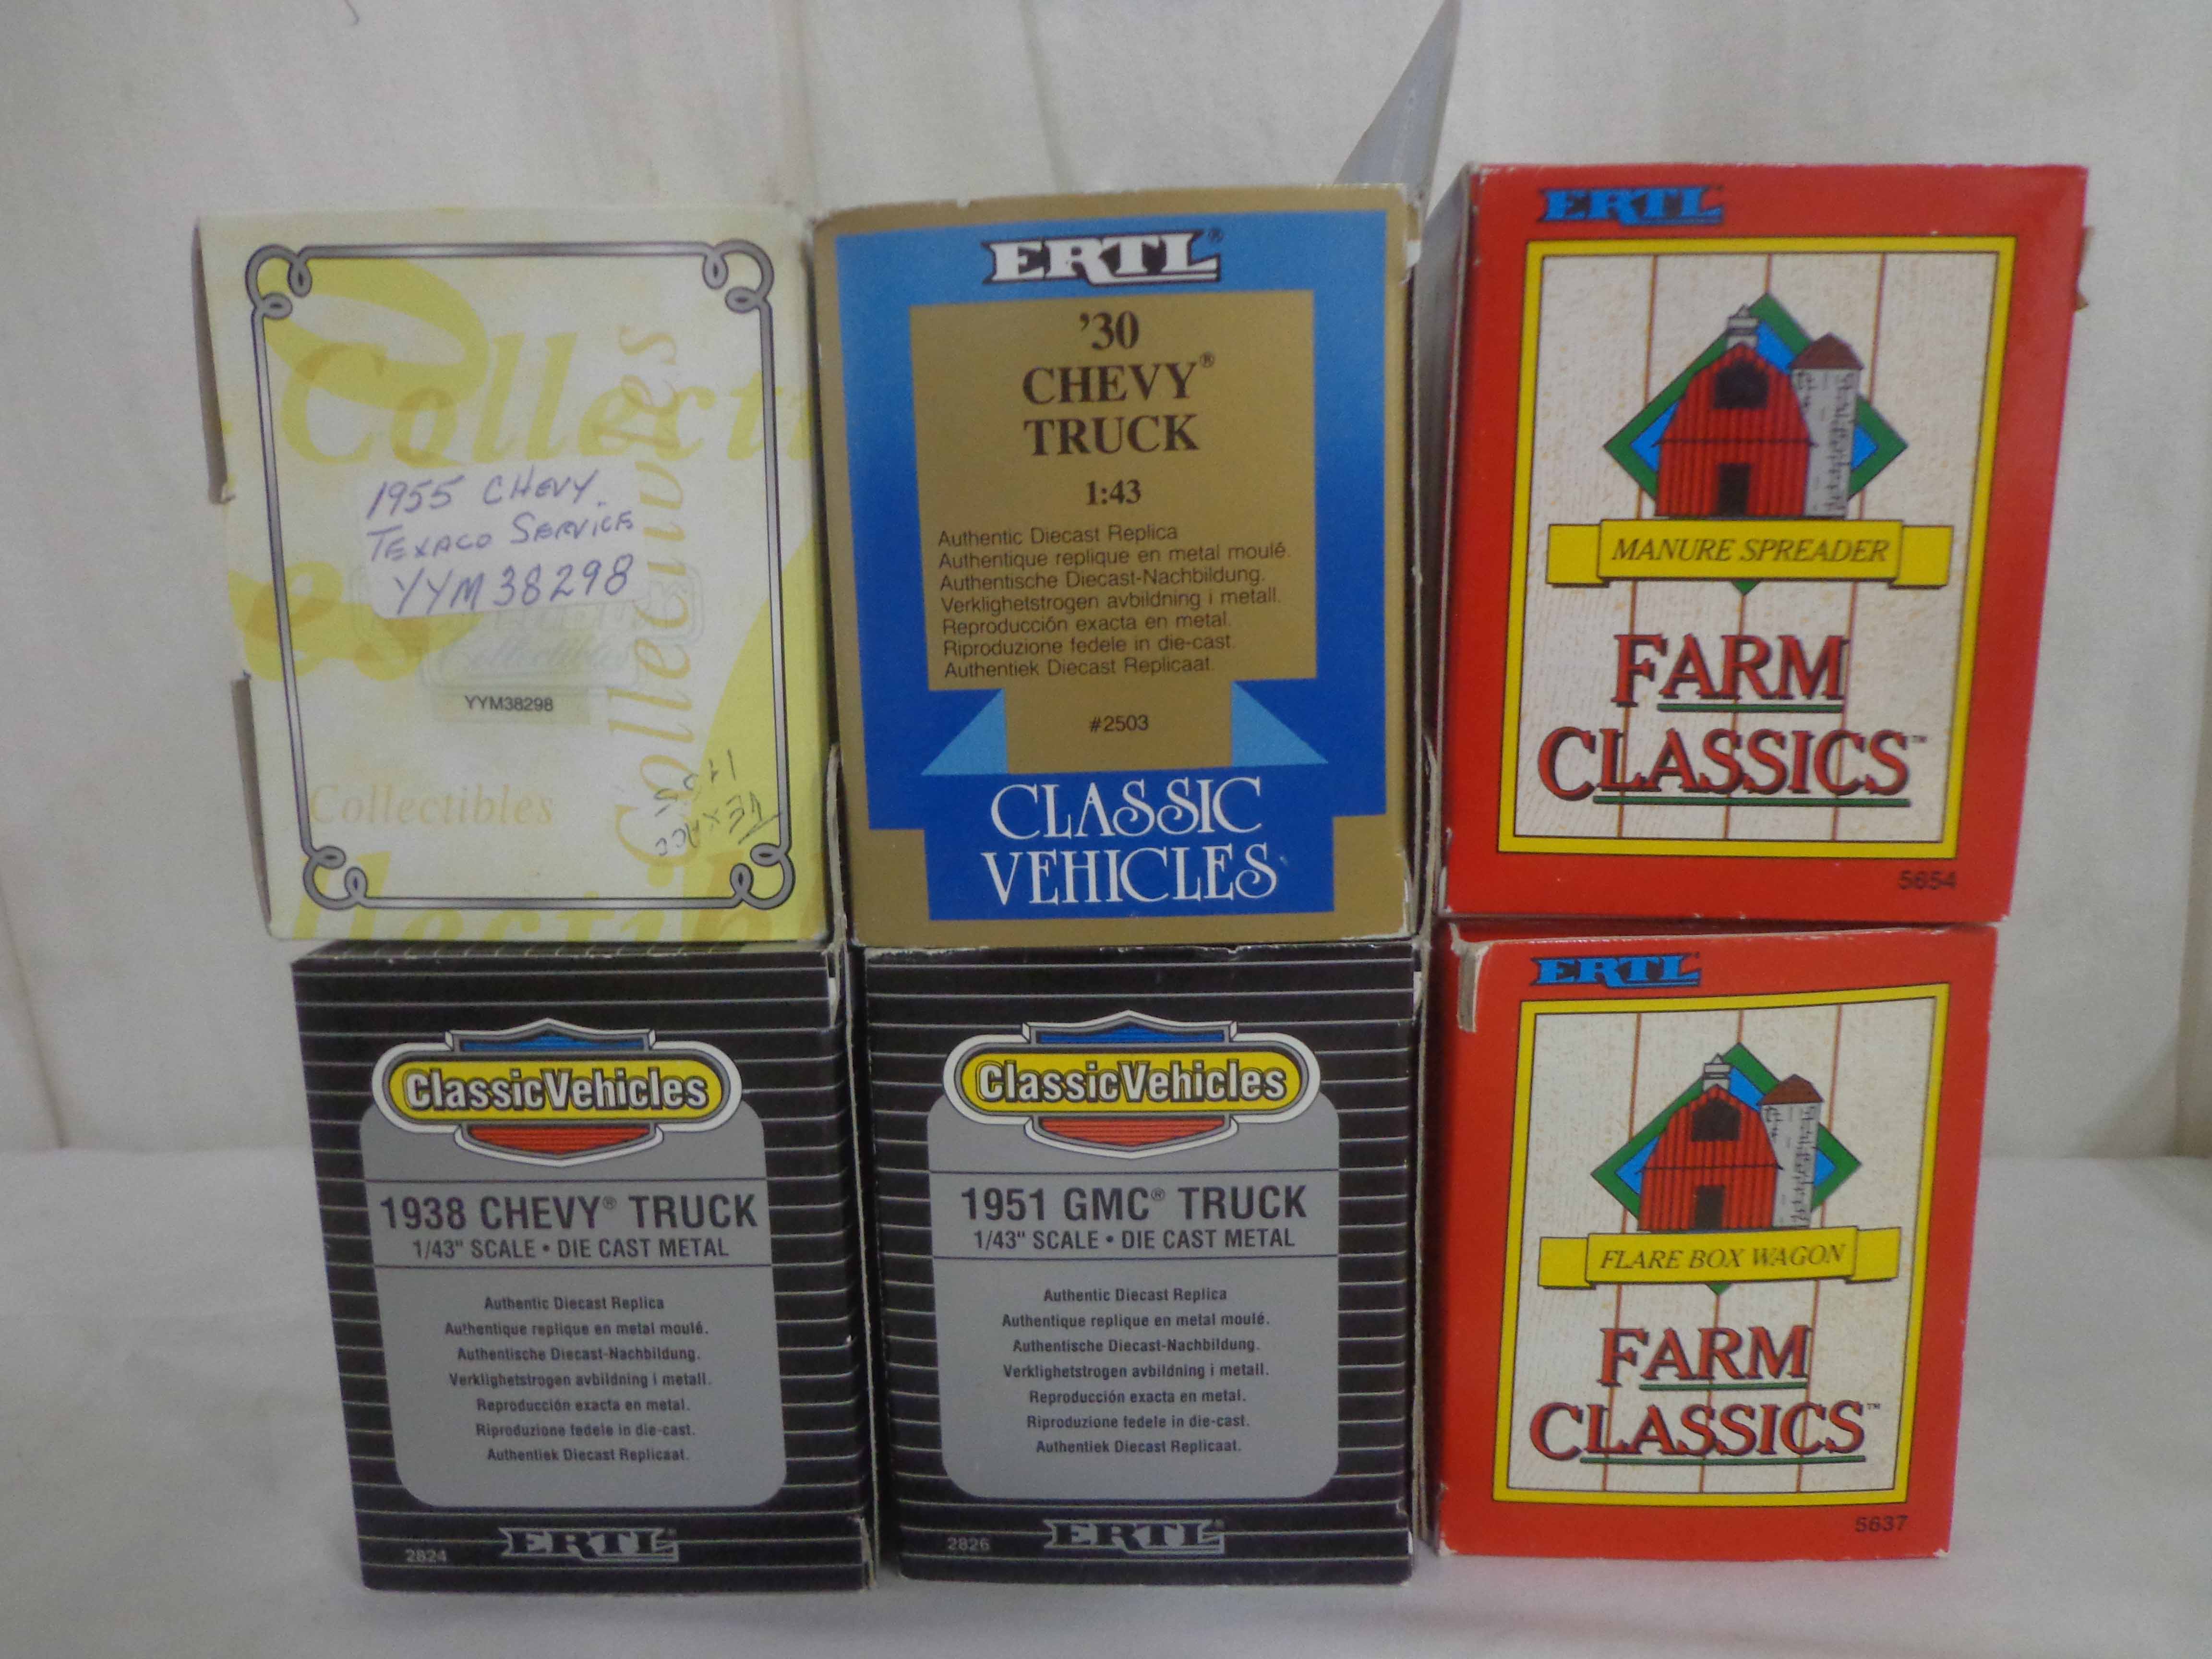 Collectibles
Collectibles
1955 CHEVY.
TEXACO SERVICE
YYM38298
Collectibles
YYM38298
Collectibles
1955
TEXACO
ERTL®
'30
CHEVY®
TRUCK
1:43
Authentic Diecast Replica
Authentique replique en metal moulé.
Authentische Diecast-Nachbildung.
Verklighetstrogen avbildning i metall.
Reproducción exacta en metal.
Riproduzione fedele in die-cast.
Authentiek Diecast Replicaat.
#2503
CLASSIC
VEHICLES
ERTL
MANURE SPREADER
FARM
CLASSICS™
5654
ClassicVehicles
1938 CHEVY® TRUCK
1/43" SCALE • DIE CAST METAL
Authentic Diecast Replica
Authentique replique en metal moulé.
Authentische Diecast-Nachbildung.
Verklighetstrogen avbildning i metall.
Reproducción exacta en metal.
Riproduzione fedele in die-cast.
Authentiek Diecast Replicaat.
2824 ERTL
ClassicVehicles
1951 GMC® TRUCK
1/43" SCALE • DIE CAST METAL
Authentic Diecast Replica
Authentique replique en metal moulé.
Authentische Diecast-Nachbildung.
Verklighetstrogen avbildning i metall.
Reproducción exacta en metal.
Riproduzione fedele in die-cast.
Authentiek Diecast Replicaat.
2826 ERTL
ERTL
FLARE BOX WAGON
FARM
CLASSICS™
5637